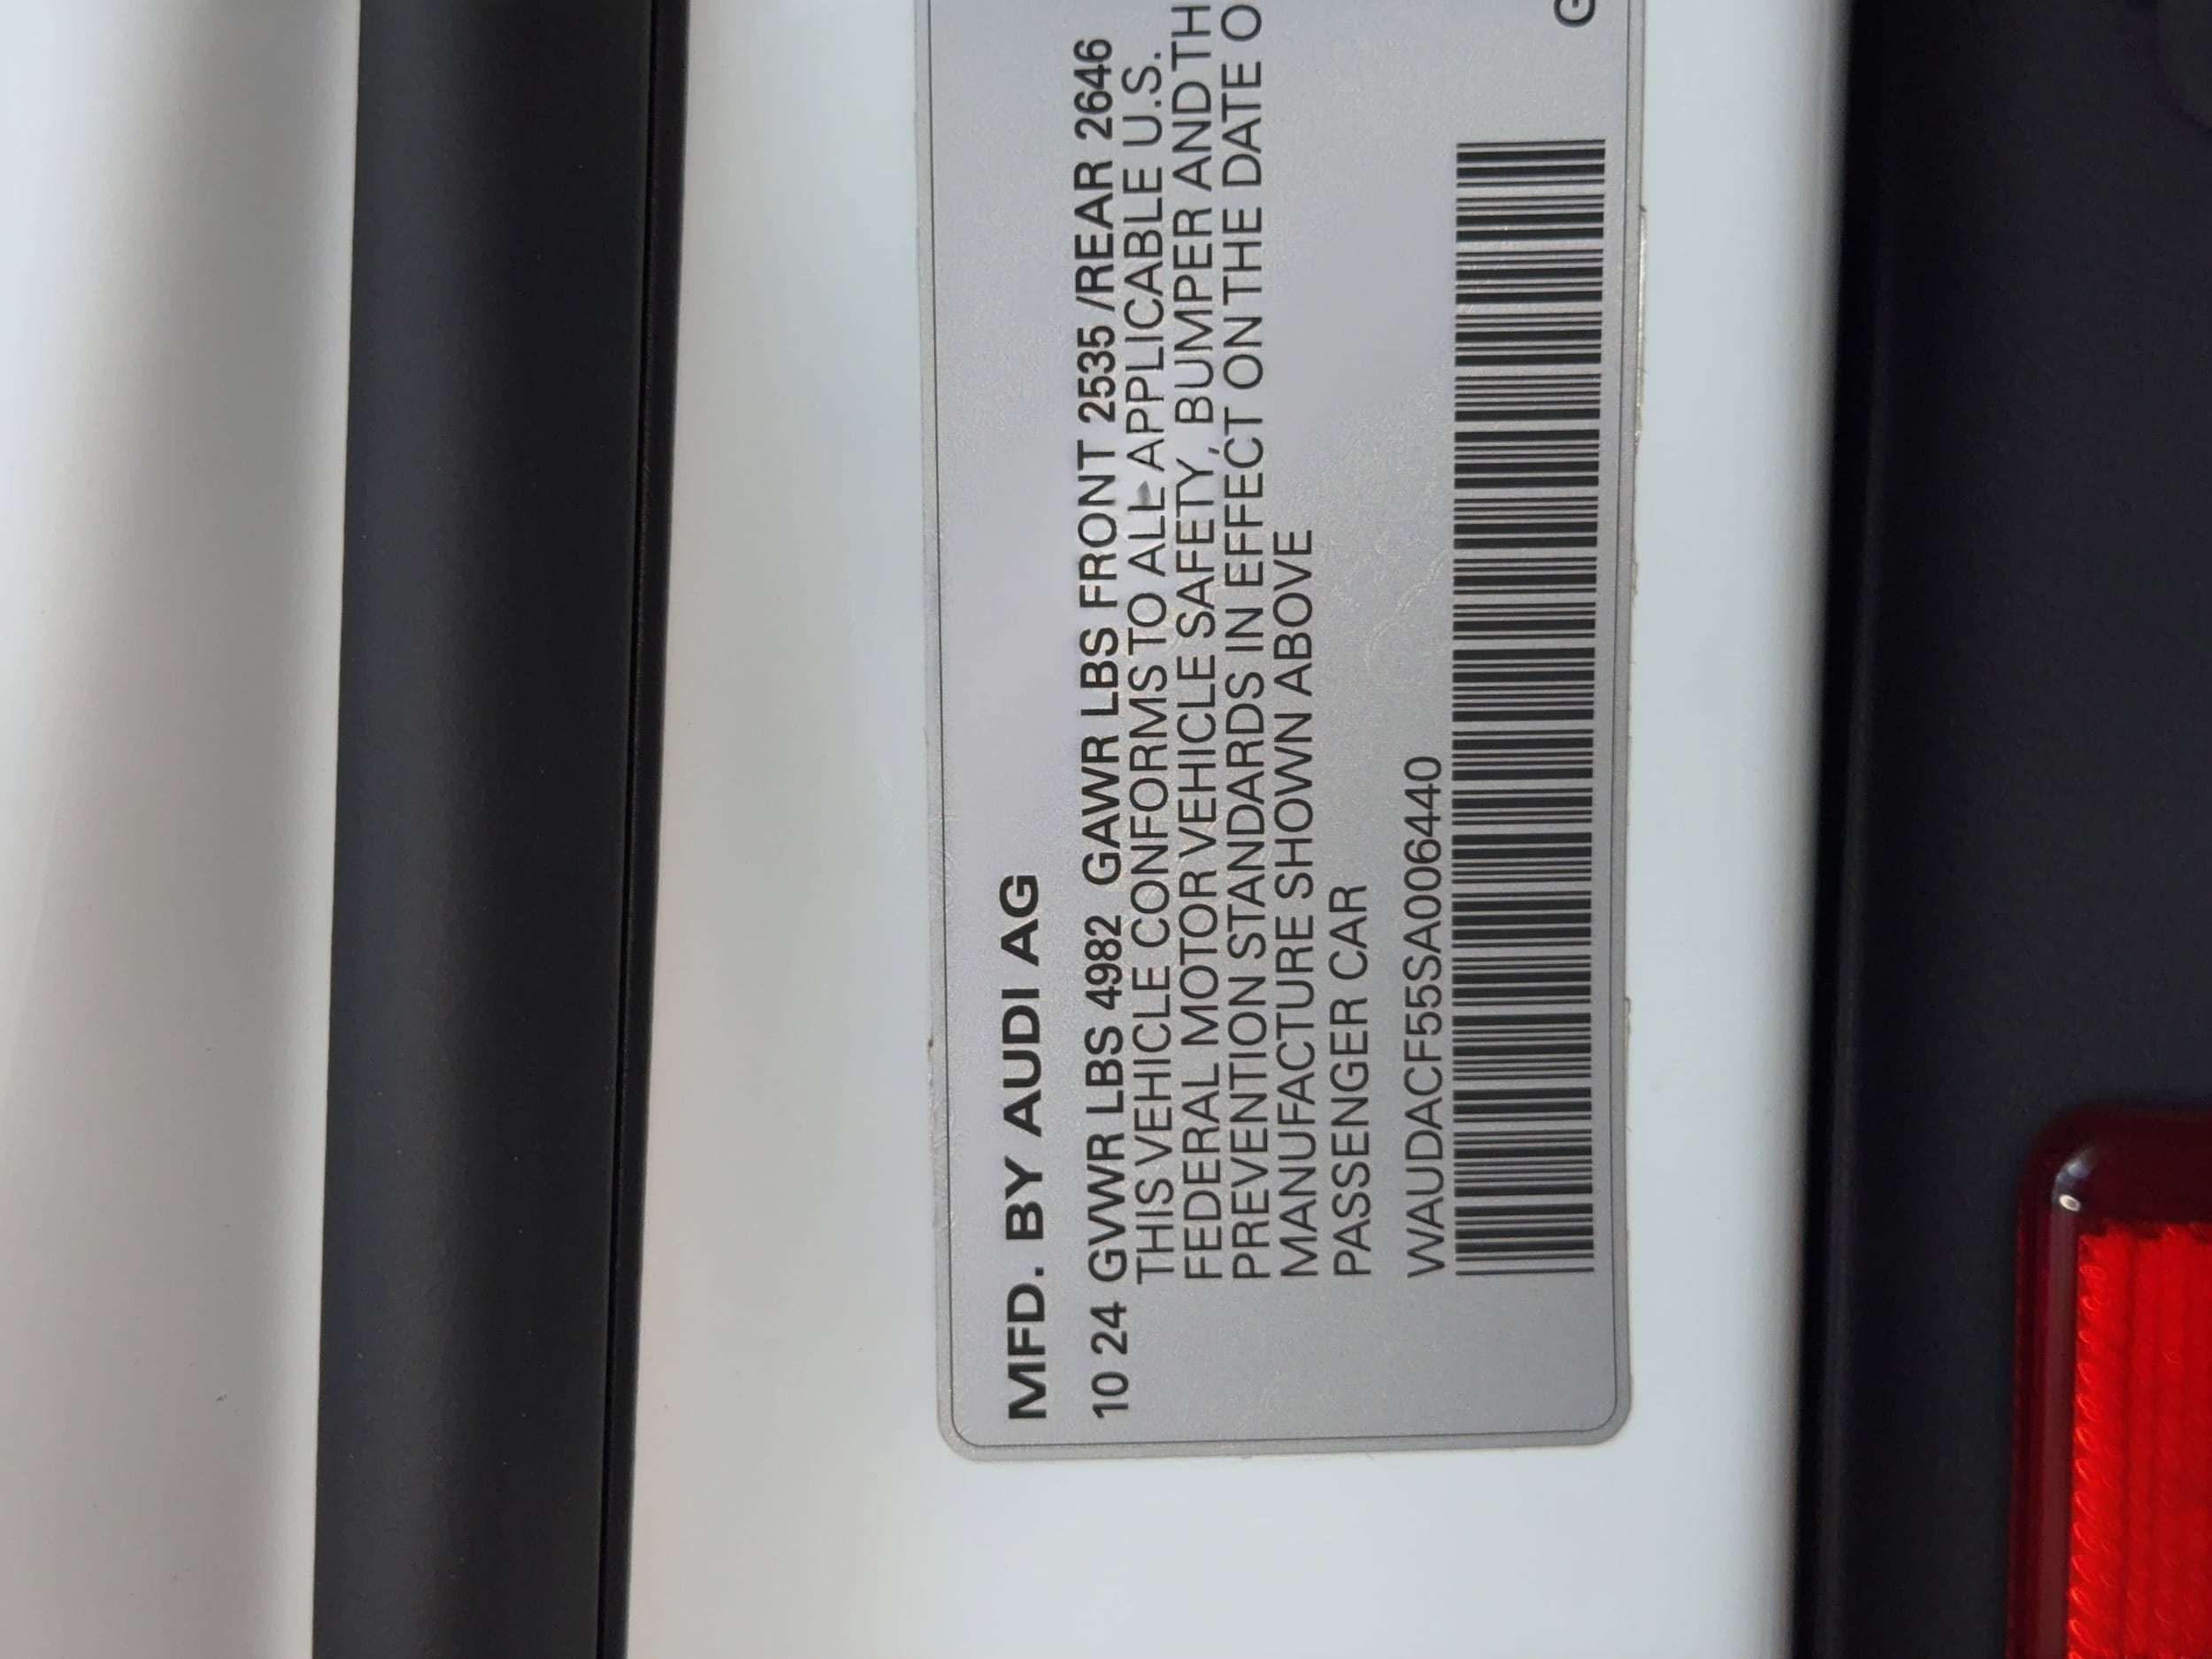 MFD. BY AUDI AG
10 24 GVWR LBS 4982 GAWR LBS FRONT 2535 /REAR 2646
THIS VEHICLE CONFORMS TO ALL APPLICABLE U.S.
FEDERAL MOTOR VEHICLE SAFETY, BUMPER AND TH
PREVENTION STANDARDS IN EFFECT ON THE DATE O
MANUFACTURE SHOWN ABOVE
PASSENGER CAR
WAUDACF55SA006440
G